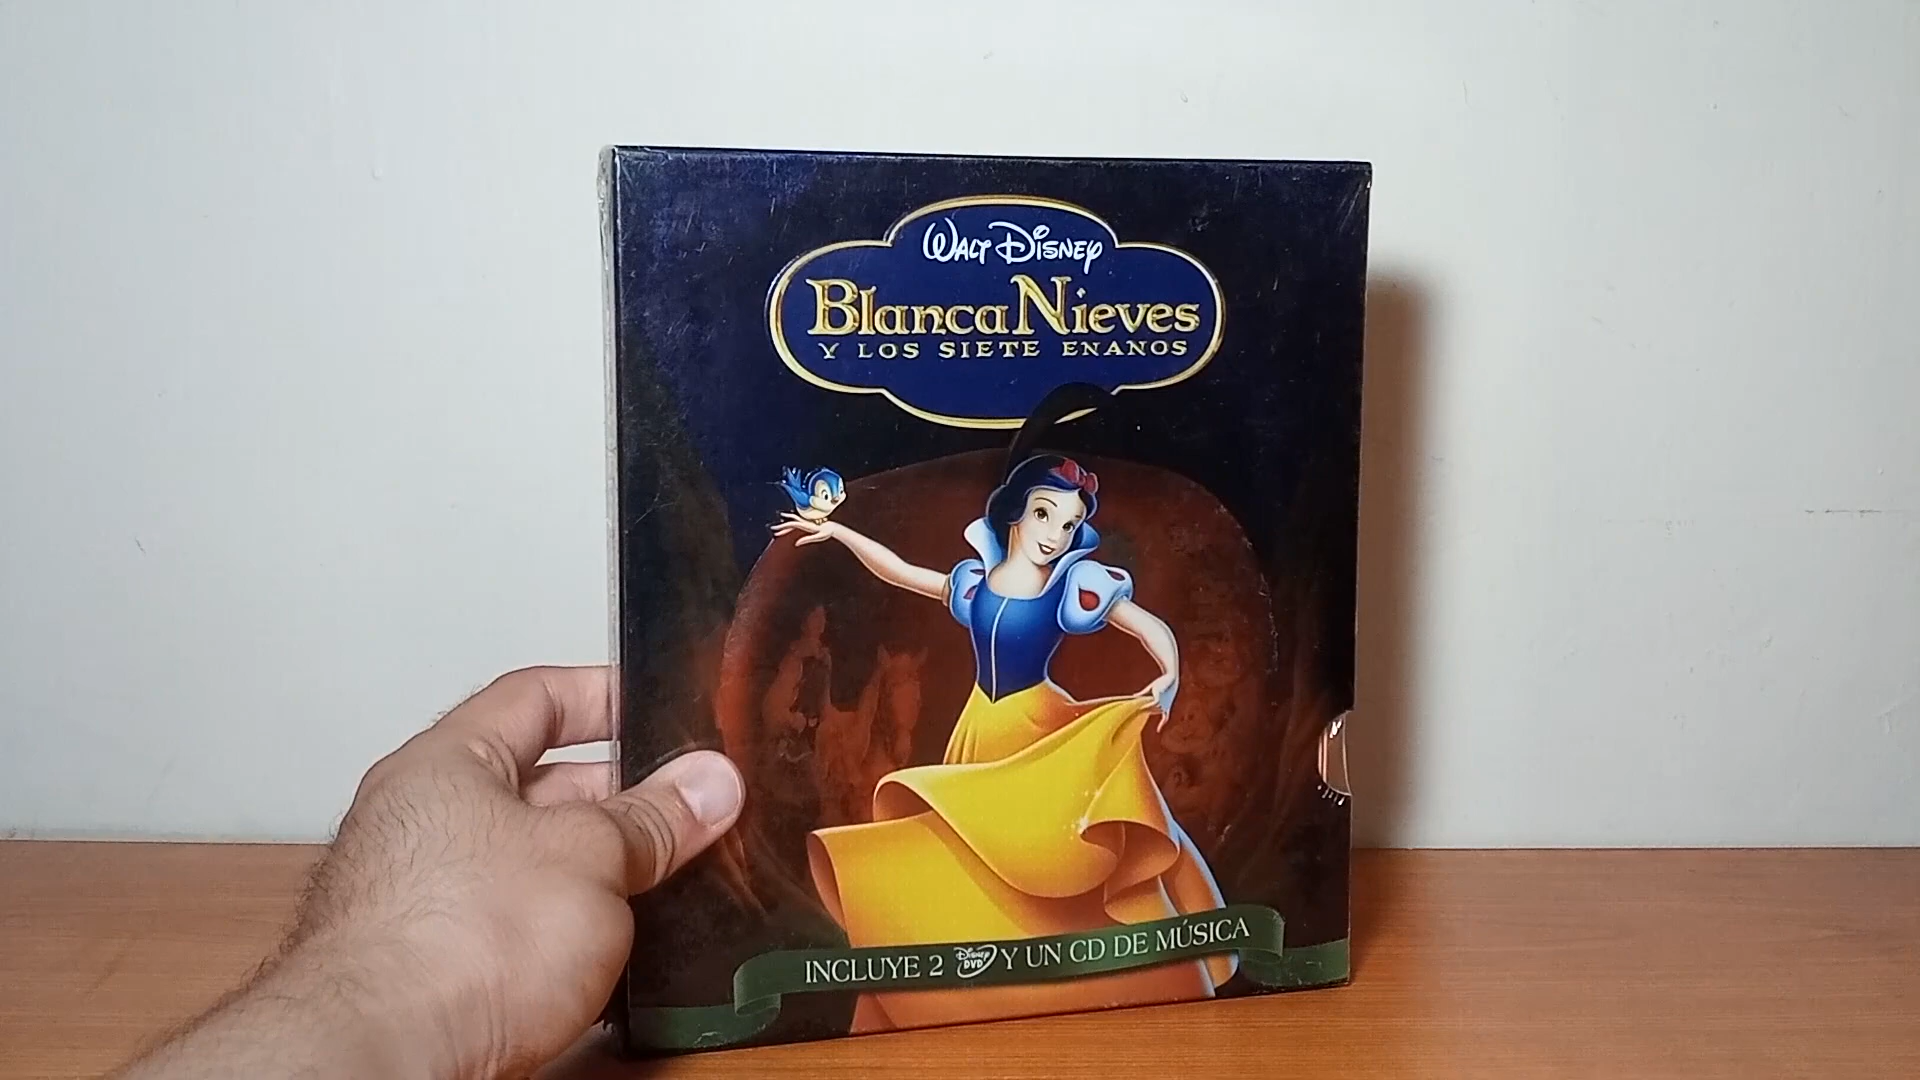 WALT DISNEY
Blanca Nieves
Y LOS SIETE ENANOS
INCLUYE 2 Disney DVD Y UN CD DE MÚSICA